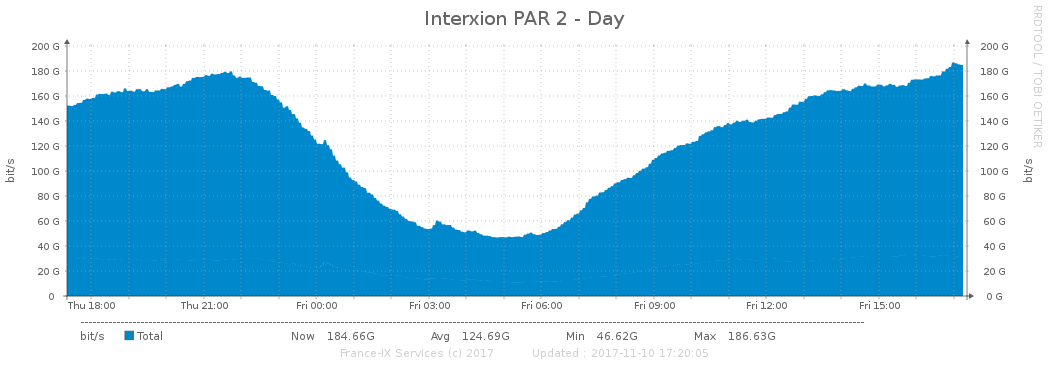 Interxion PAR 2 - Day
RRDTOOL / TOBI OETIKER
bit/s
200 G 200 G
180 G 180 G
160 G 160 G
140 G 140 G
120 G 120 G
100 G 100 G
80 G 80 G
60 G 60 G
40 G 40 G
20 G 20 G
0 0 G
bit/s
Thu 18:00 Thu 21:00 Fri 00:00 Fri 03:00 Fri 06:00 Fri 09:00 Fri 12:00 Fri 15:00
bit/s Total Now 184.66G Avg 124.69G Min 46.62G Max 186.63G
France-IX Services (c) 2017 Updated : 2017-11-10 17:20:05